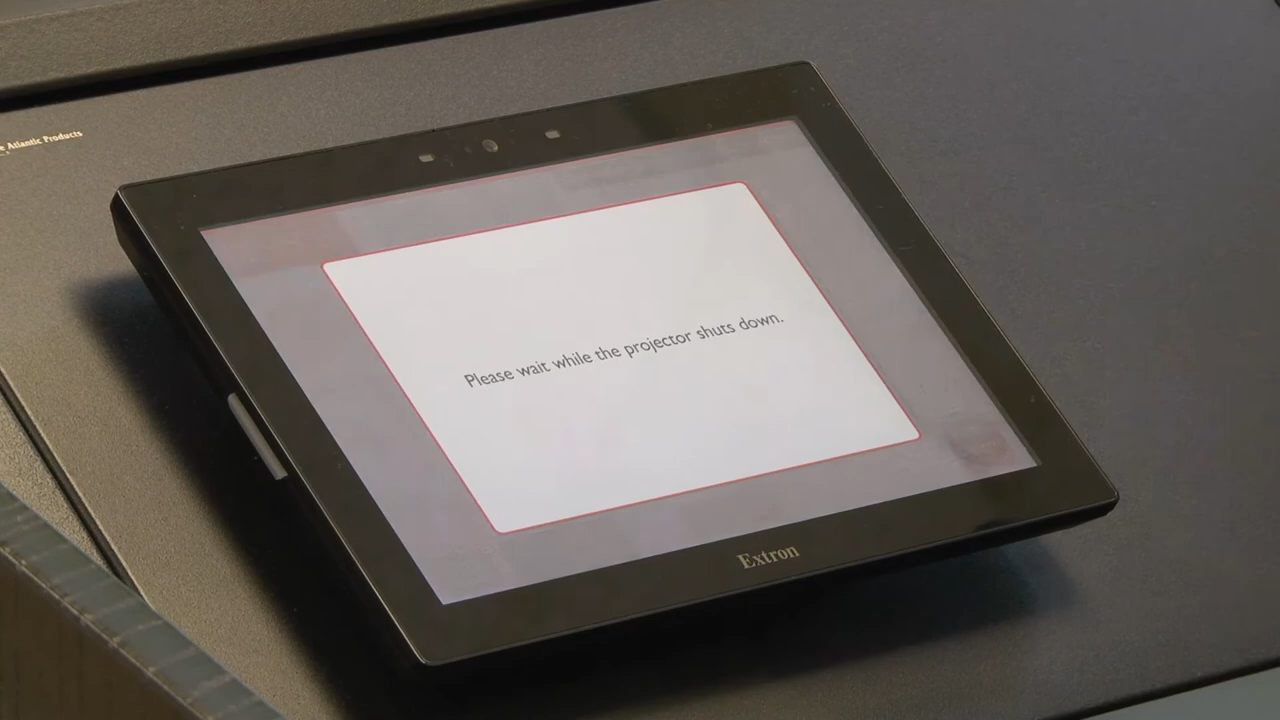 Atlantic Products
Please wait while the projector shuts down.
Extron